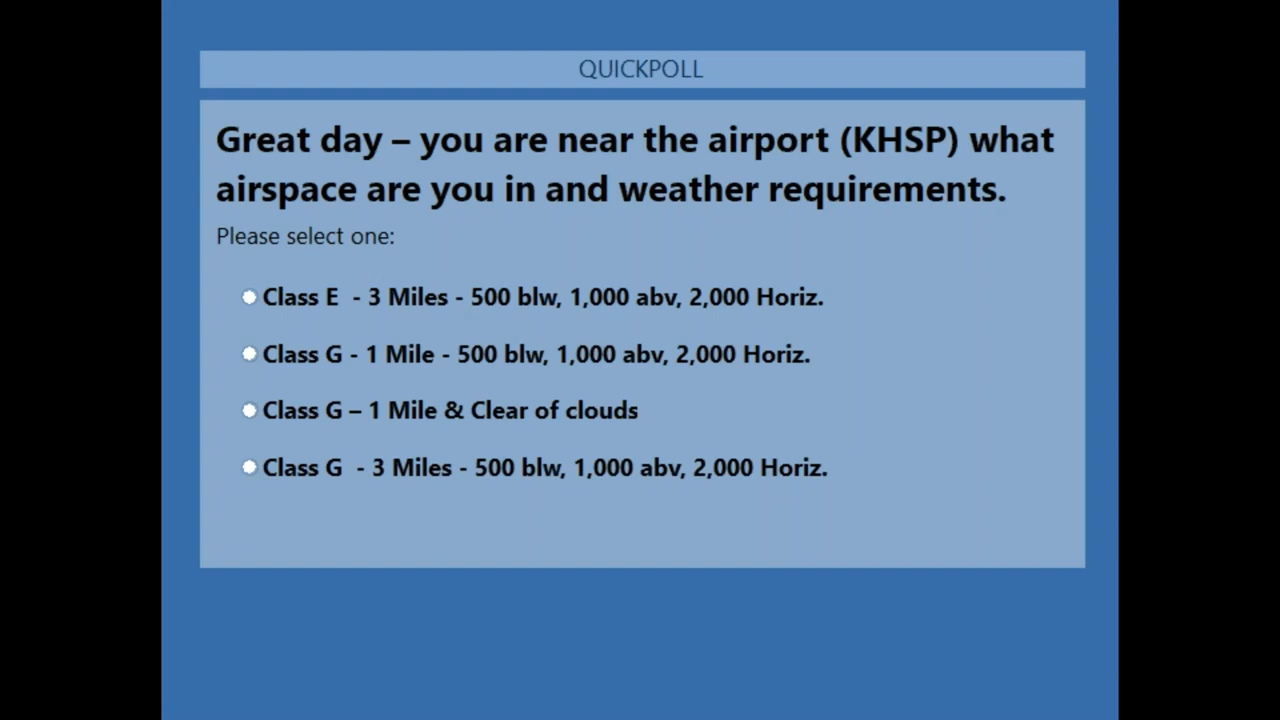 QUICKPOLL
Great day – you are near the airport (KHSP) what
airspace are you in and weather requirements.
Please select one:
Class E  - 3 Miles - 500 blw, 1,000 abv, 2,000 Horiz.
Class G - 1 Mile - 500 blw, 1,000 abv, 2,000 Horiz.
Class G – 1 Mile & Clear of clouds
Class G  - 3 Miles - 500 blw, 1,000 abv, 2,000 Horiz.